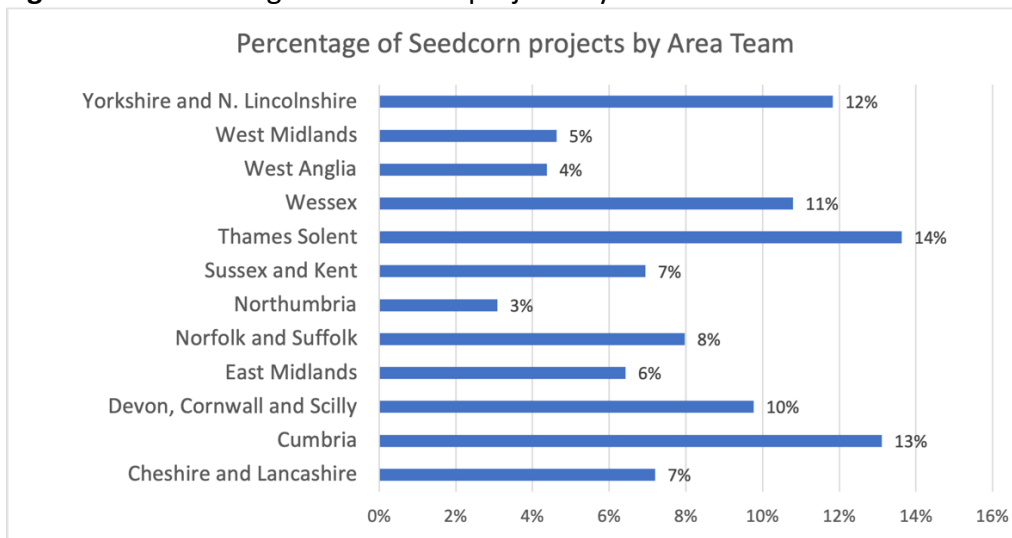 Percentage of Seedcorn projects by Area Team
Yorkshire and N. Lincolnshire 12%
West Midlands 5%
West Anglia 4%
Wessex 11%
Thames Solent 14%
Sussex and Kent 7%
Northumbria 3%
Norfolk and Suffolk 8%
East Midlands 6%
Devon, Cornwall and Scilly 10%
Cumbria 13%
Cheshire and Lancashire 7%
0% 2% 4% 6% 8% 10% 12% 14% 16%